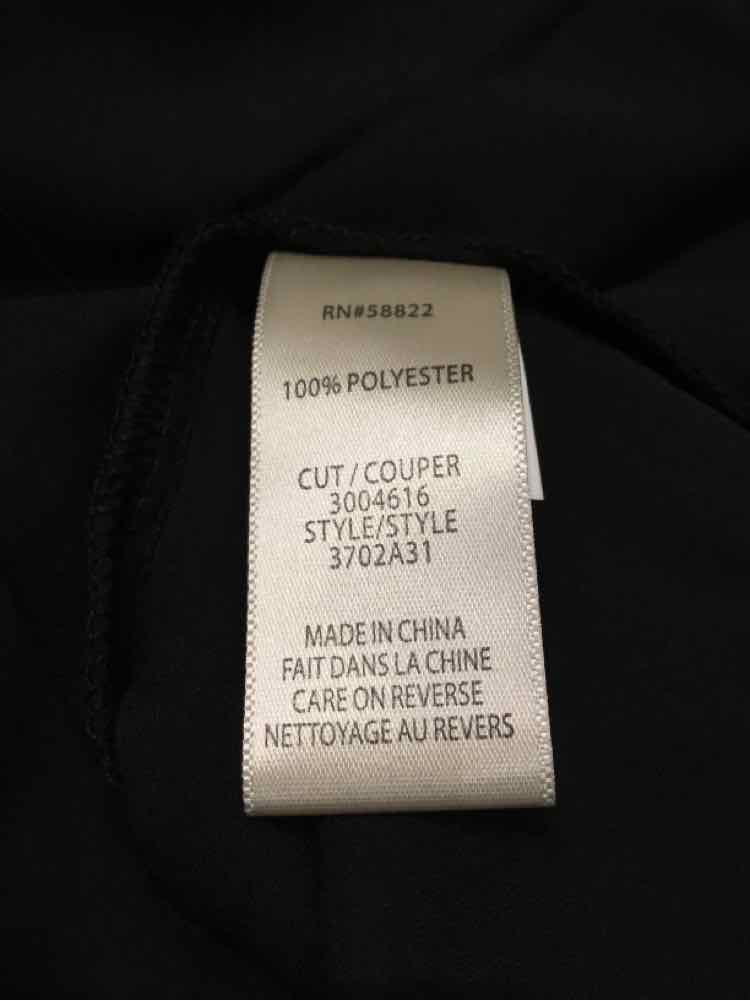 RN#58822
100% POLYESTER
CUT / COUPER
3004616
STYLE/STYLE
3702A31
MADE IN CHINA
FAIT DANS LA CHINE
CARE ON REVERSE
NETTOYAGE AU REVERS